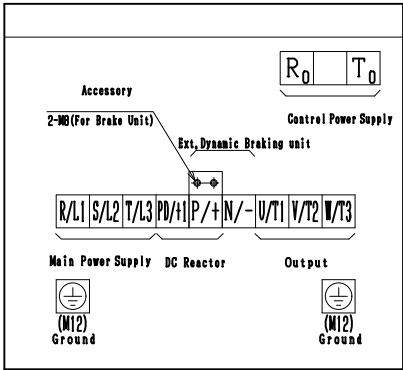 R0 T0
Accessory
Control Power Supply
2-M8(For Brake Unit)
Ext, Dynamic Braking unit
R/L1 S/L2 T/L3 PD/+1 P/+ N/- U/T1 V/T2 W/T3
Main Power Supply DC Reactor Output
(M12) (M12)
Ground Ground